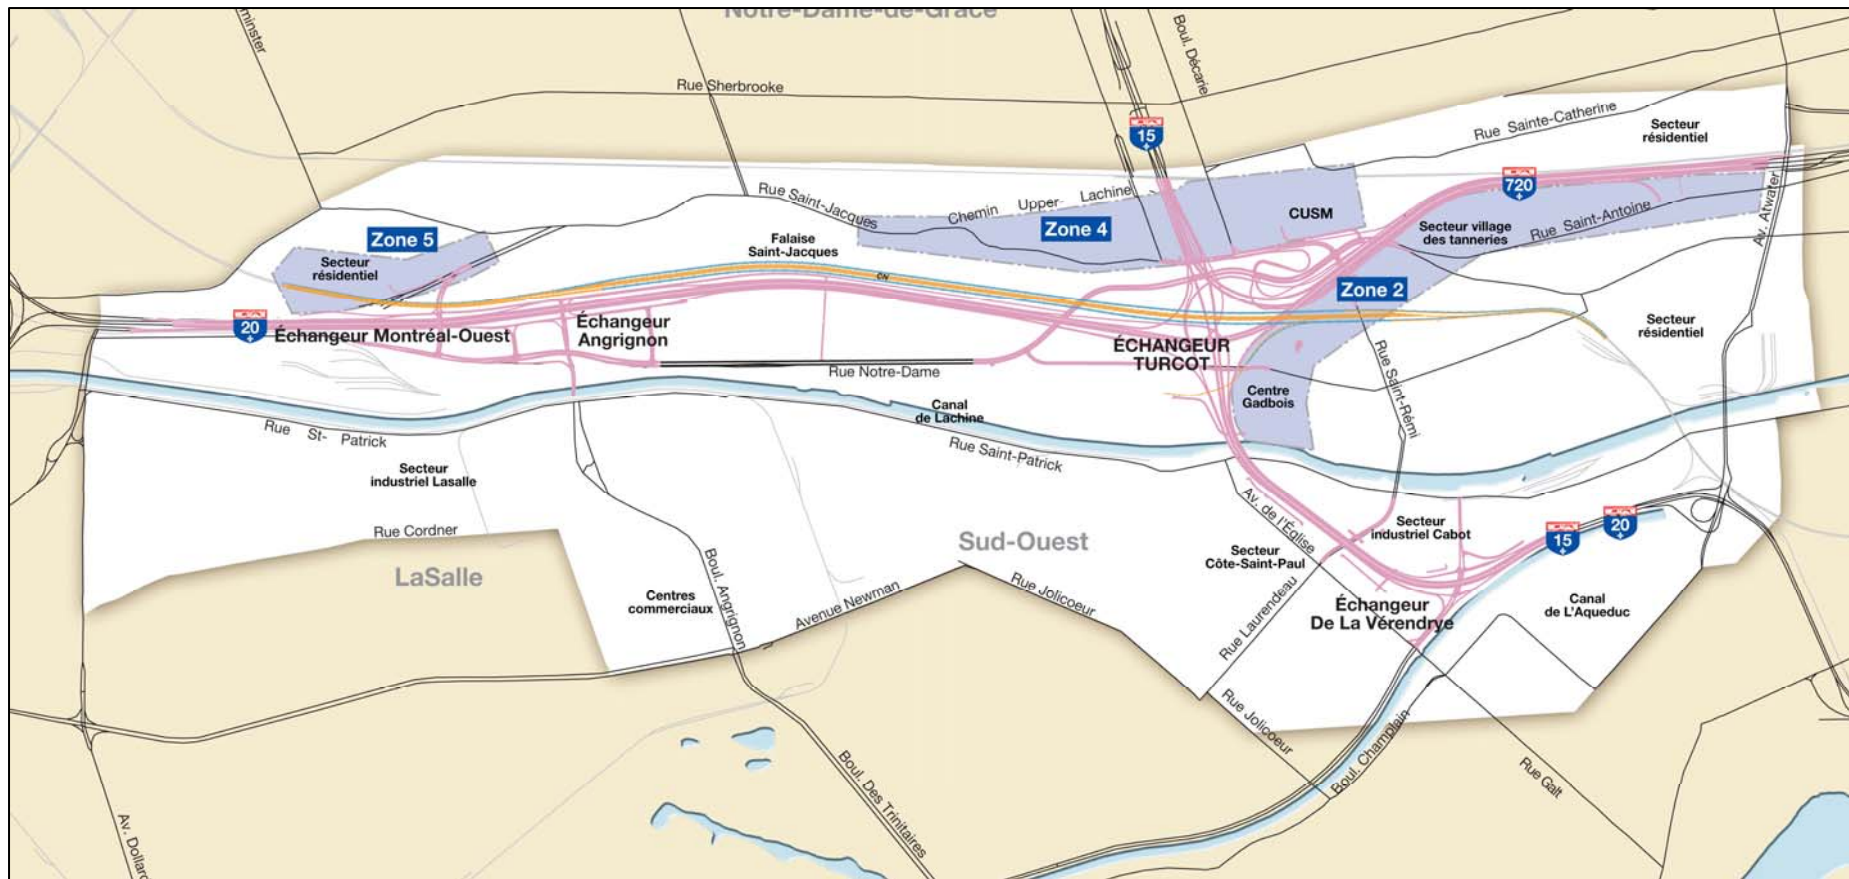 Notre-Dame-de-Grâce
minster
Boul. Décarie
Rue Sherbrooke
15
Rue Sainte-Catherine
Secteur
résidentiel
720
Rue Saint-Jacques
Chemin Upper- Lachine
CUSM
Zone 4
Secteur village
des tanneries
Rue Saint-Antoine
Av. Atwater
Zone 5
Secteur
résidentiel
Falaise
Saint-Jacques
CN
Zone 2
20
Échangeur Montréal-Ouest
Échangeur
Angrignon
ÉCHANGEUR
TURCOT
Secteur
résidentiel
Rue Notre-Dame
Rue Saint-Rémi
Centre
Gadbois
Canal
de Lachine
Rue St- Patrick
Rue Saint-Patrick
Secteur
industriel Lasalle
Av. de l'Église
Rue Cordner
Sud-Ouest
Secteur
industriel Cabot
15
20
Secteur
Côte-Saint-Paul
LaSalle
Boul. Angrignon
Centres
commerciaux
Avenue Newman
Rue Jolicoeur
Rue Laurendeau
Échangeur
De La Vérendrye
Canal
de L'Aqueduc
Rue Jolicoeur
Boul. Champlain
Rue Galt
Boul. Des Trinitaires
Av. Dollard